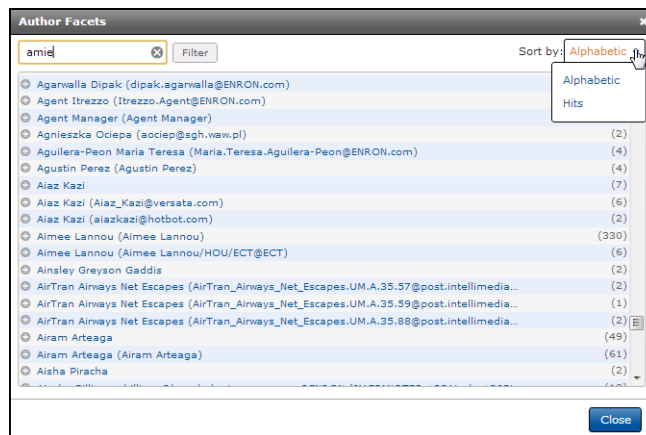 Author Facets x
amie Filter Sort by: Alphabetic
Alphabetic
Hits
Agarwalla Dipak (dipak.agarwalla@ENRON.com)
Agent Itrezzo (Itrezzo.Agent@ENRON.com)
Agent Manager (Agent Manager)
Agnieszka Ociepa (aociep@sgh.waw.pl) (2)
Aguilera-Peon Maria Teresa (Maria.Teresa.Aguilera-Peon@ENRON.com) (4)
Agustin Perez (Agustin Perez) (4)
Aiaz Kazi (7)
Aiaz Kazi (Aiaz_Kazi@versata.com) (6)
Aiaz Kazi (aiazkazi@hotbot.com) (2)
Aimee Lannou (Aimee Lannou) (330)
Aimee Lannou (Aimee Lannou/HOU/ECT@ECT) (6)
Ainsley Greyson Gaddis (2)
AirTran Airways Net Escapes (AirTran_Airways_Net_Escapes.UM.A.35.57@post.intellimedia... (2)
AirTran Airways Net Escapes (AirTran_Airways_Net_Escapes.UM.A.35.59@post.intellimedia... (1)
AirTran Airways Net Escapes (AirTran_Airways_Net_Escapes.UM.A.35.88@post.intellimedia... (2)
Airam Arteaga (49)
Airam Arteaga (Airam Arteaga) (61)
Aisha Piracha (2)
Close